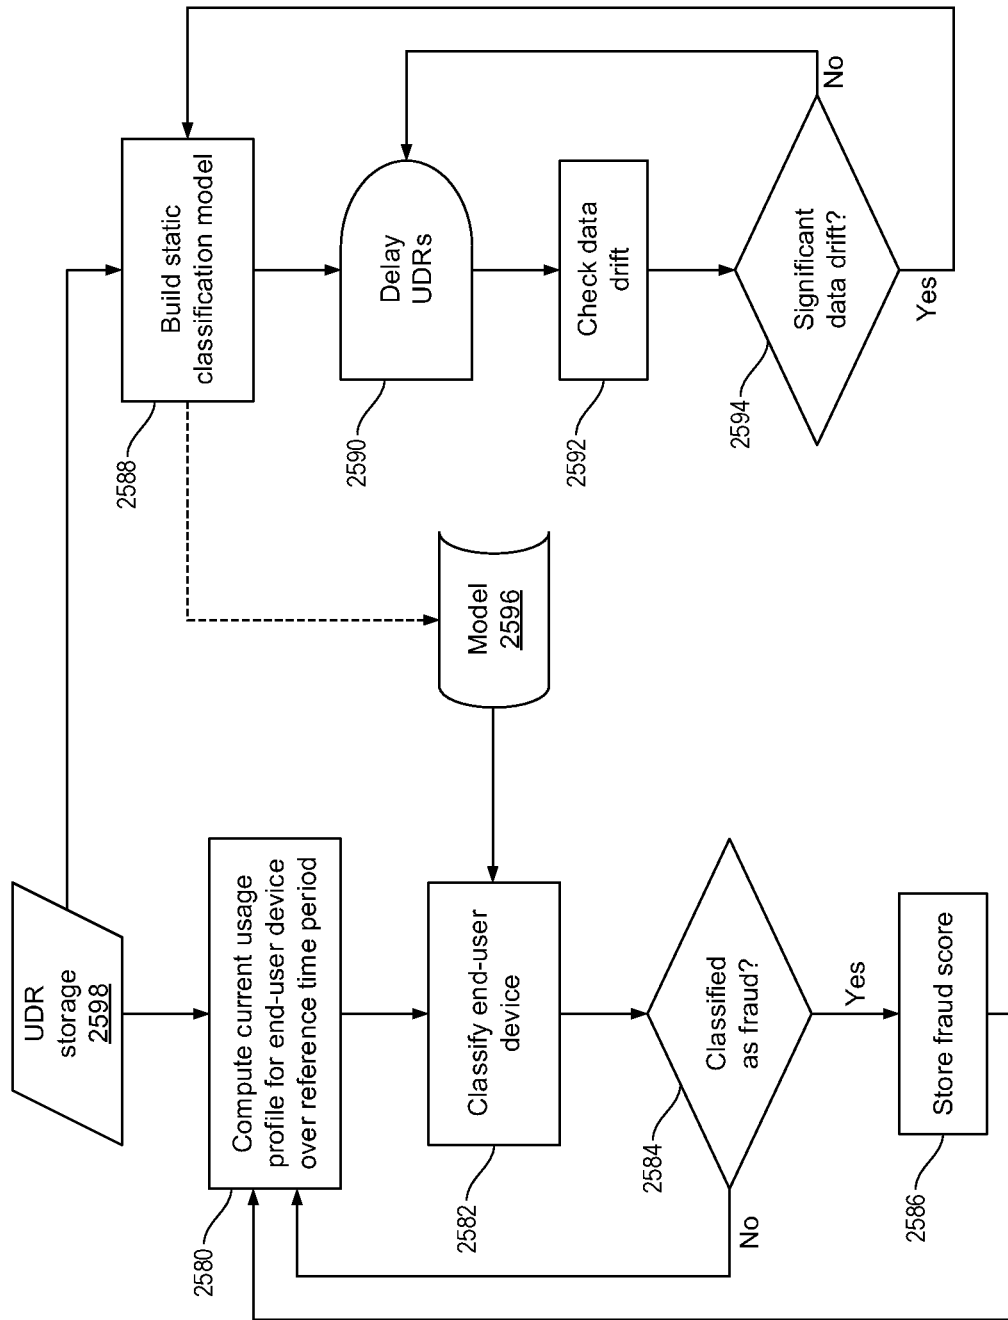 UDR
storage
2598
2580
Compute current usage
profile for end-user device
over reference time period
2582
Classify end-user
device
2584
Classified
as fraud?
No
Yes
2586
Store fraud score
Model
2596
2588
Build static
classification model
2590
Delay
UDRs
2592
Check data
drift
2594
Significant
data drift?
No
Yes